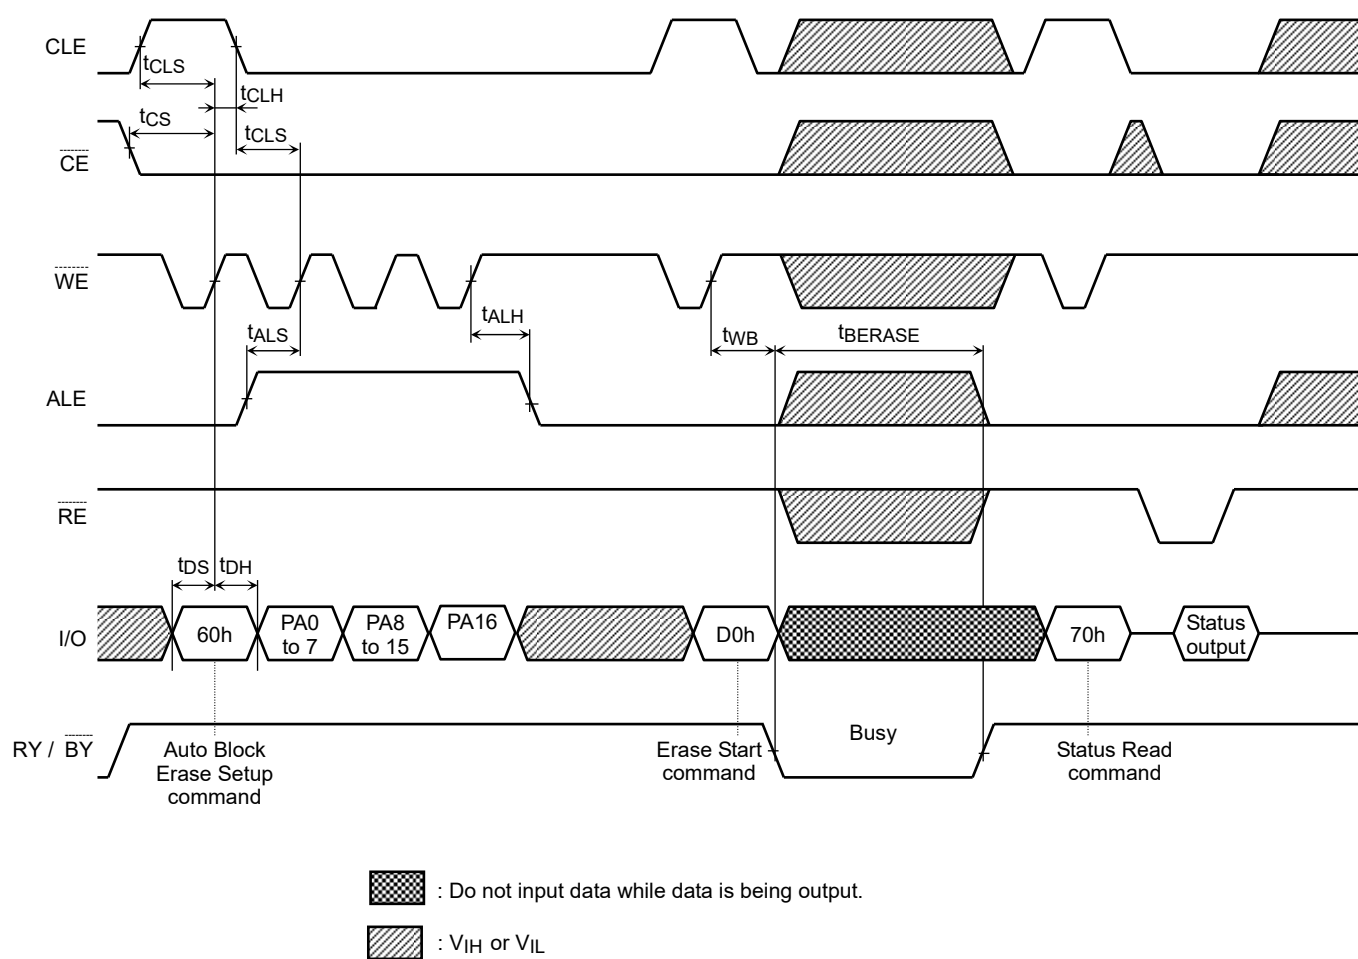 CLE
tCLS
tCLH
tCS
tCLS
CE
WE
tALS
tALH
tWB
tBERASE
ALE
RE
tDS
tDH
I/O
60h
PA0
to 7
PA8
to 15
PA16
D0h
70h
Status
output
RY / BY
Auto Block
Erase Setup
command
Erase Start
command
Busy
Status Read
command
: Do not input data while data is being output.
: VIH or VIL